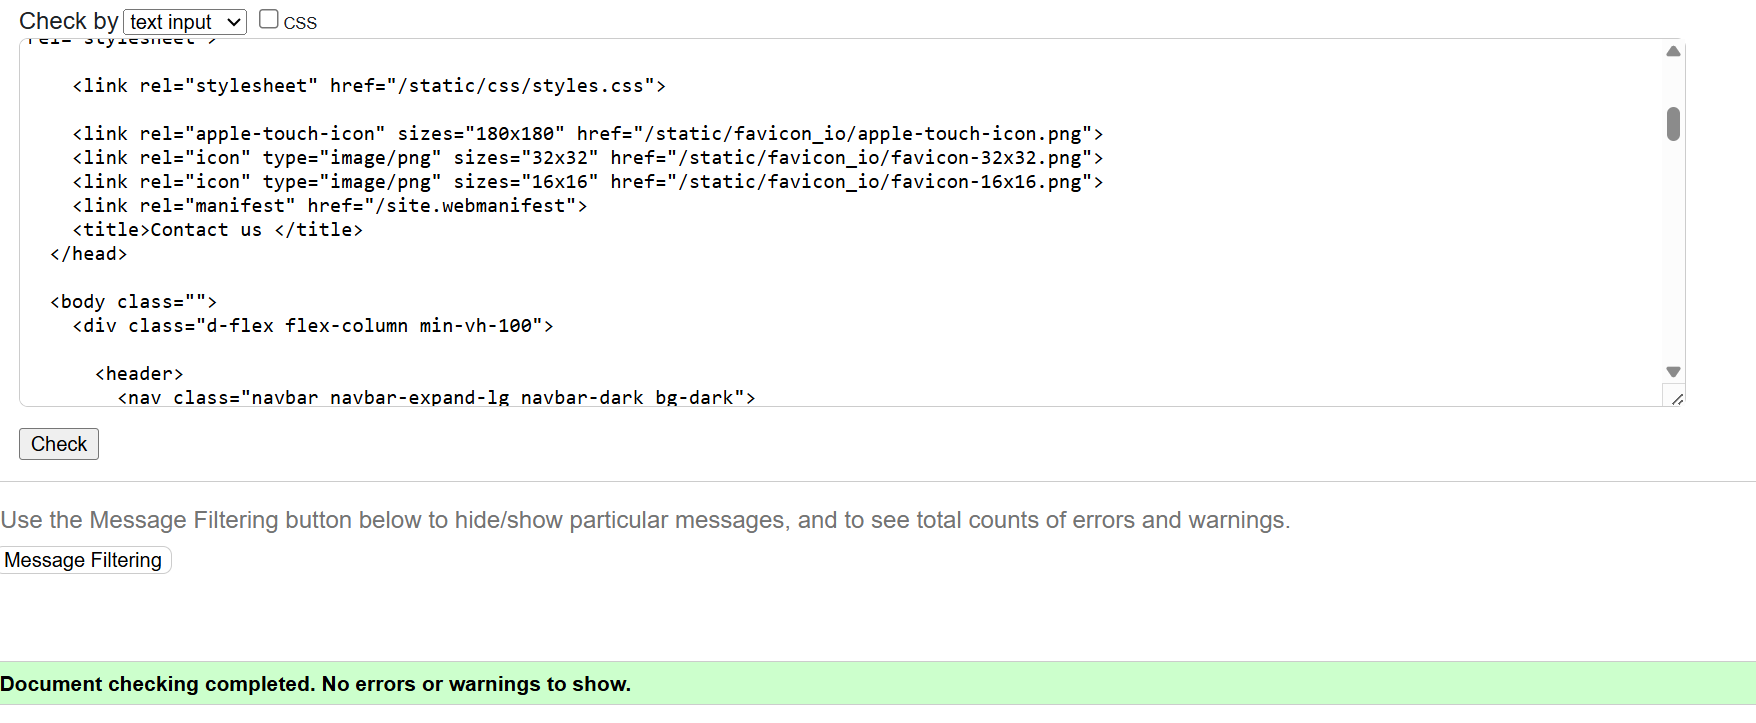 Check by text input CSS
rel="stylesheet">
<link rel="stylesheet" href="/static/css/styles.css">
<link rel="apple-touch-icon" sizes="180x180" href="/static/favicon_io/apple-touch-icon.png">
<link rel="icon" type="image/png" sizes="32x32" href="/static/favicon_io/favicon-32x32.png">
<link rel="icon" type="image/png" sizes="16x16" href="/static/favicon_io/favicon-16x16.png">
<link rel="manifest" href="/site.webmanifest">
<title>Contact us </title>
</head>
<body class="">
<div class="d-flex flex-column min-vh-100">
<header>
<nav class="navbar navbar-expand-lg navbar-dark bg-dark">
Check
Use the Message Filtering button below to hide/show particular messages, and to see total counts of errors and warnings.
Message Filtering
Document checking completed. No errors or warnings to show.